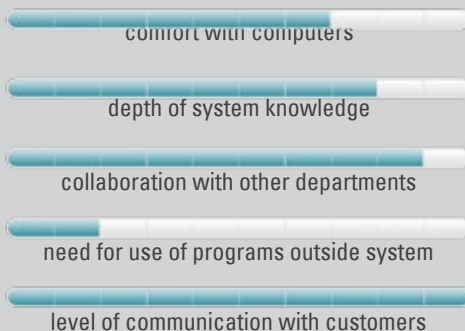 comfort with computers
depth of system knowledge
collaboration with other departments
need for use of programs outside system
level of communication with customers